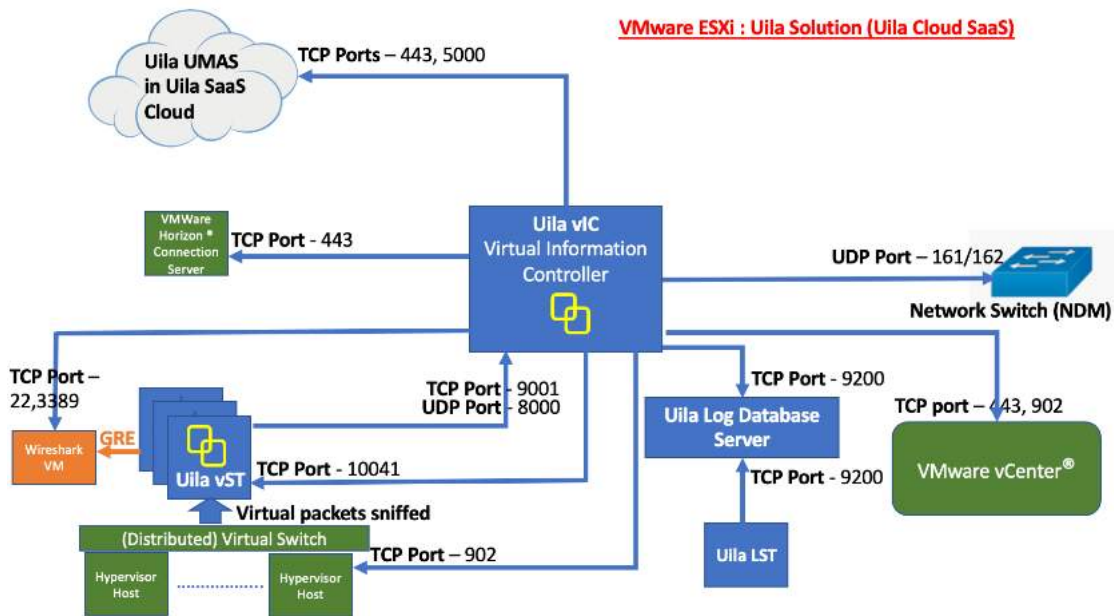 VMware ESXi : Uila Solution (Uila Cloud SaaS)
Uila UMAS
in Uila SaaS
Cloud
TCP Ports – 443, 5000
Uila vIC
Virtual Information
Controller
VMWare
Horizon ®
Connection
Server
TCP Port - 443
UDP Port – 161/162
Network Switch (NDM)
TCP Port –
22,3389
TCP Port - 9001
UDP Port - 8000
TCP Port - 9200
Uila Log Database
Server
TCP port – 443, 902
VMware vCenter®
Wireshark
VM
GRE
Uila vST
TCP Port - 10041
TCP Port - 9200
Virtual packets sniffed
(Distributed) Virtual Switch
TCP Port – 902
Uila LST
Hypervisor
Host
Hypervisor
Host